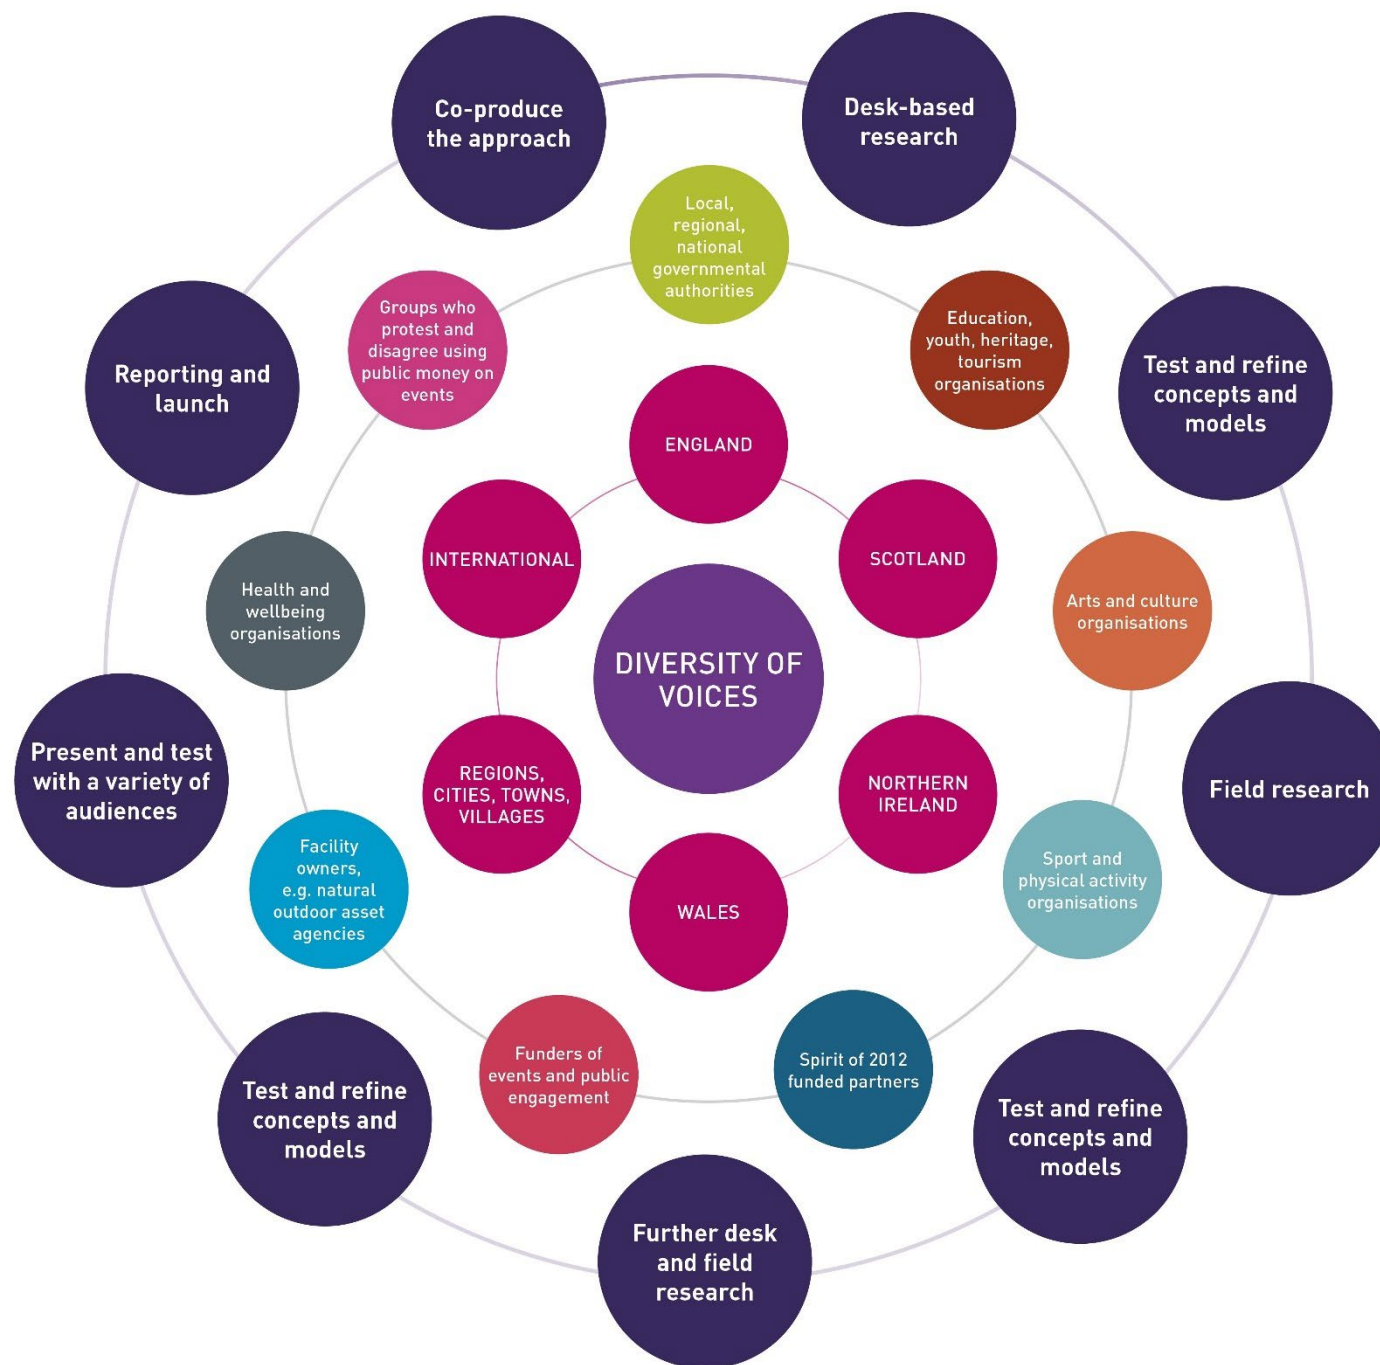 Co-produce
the approach
Desk-based
research
Test and refine
concepts and
models
Field research
Test and refine
concepts and
models
Further desk
and field
research
Test and refine
concepts and
models
Present and test
with a variety of
audiences
Reporting and
launch
Local,
regional,
national
governmental
authorities
Education,
youth, heritage,
tourism
organisations
Arts and culture
organisations
Sport and
physical activity
organisations
Spirit of 2012
funded partners
Funders of
events and public
engagement
Facility
owners,
e.g. natural
outdoor asset
agencies
Health and
wellbeing
organisations
Groups who
protest and
disagree using
public money on
events
ENGLAND
SCOTLAND
NORTHERN
IRELAND
WALES
REGIONS,
CITIES, TOWNS,
VILLAGES
INTERNATIONAL
DIVERSITY OF
VOICES